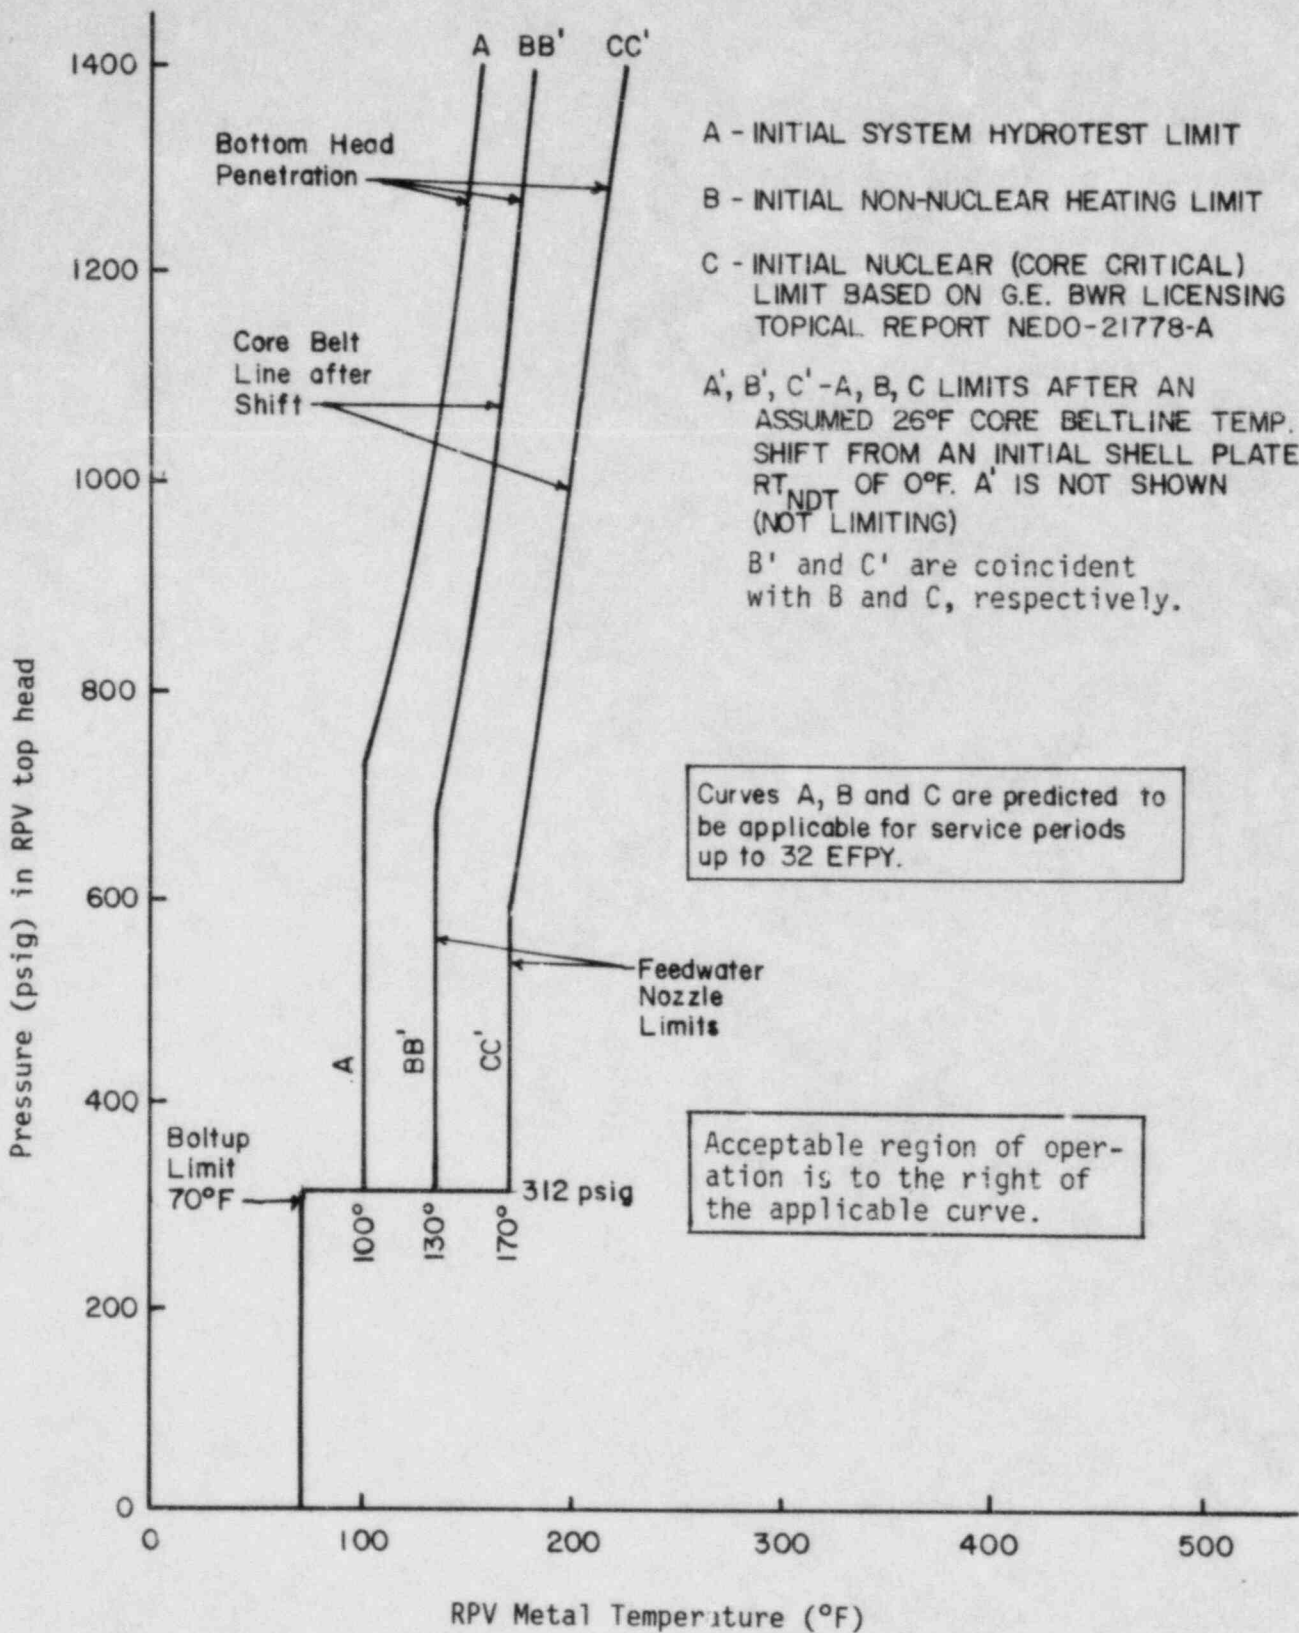 A BB' CC'
1400
1200
1000
800
600
400
200
0
Pressure (psig) in RPV top head
Bottom Head
Penetration
Core Belt
Line after
Shift
A - INITIAL SYSTEM HYDROTEST LIMIT
B - INITIAL NON-NUCLEAR HEATING LIMIT
C - INITIAL NUCLEAR (CORE CRITICAL)
LIMIT BASED ON G.E. BWR LICENSING
TOPICAL REPORT NEDO-21778-A
A', B', C' - A, B, C LIMITS AFTER AN
ASSUMED 26°F CORE BELTLINE TEMP.
SHIFT FROM AN INITIAL SHELL PLATE
RT NDT OF 0°F. A' IS NOT SHOWN
(NOT LIMITING)
B' and C' are coincident
with B and C, respectively.
Curves A, B and C are predicted to
be applicable for service periods
up to 32 EFPY.
Feedwater
Nozzle
Limits
A
BB'
CC'
Boltup
Limit
70°F
312 psig
100°
130°
170°
Acceptable region of oper-
ation is to the right of
the applicable curve.
0 100 200 300 400 500
RPV Metal Temperature (°F)